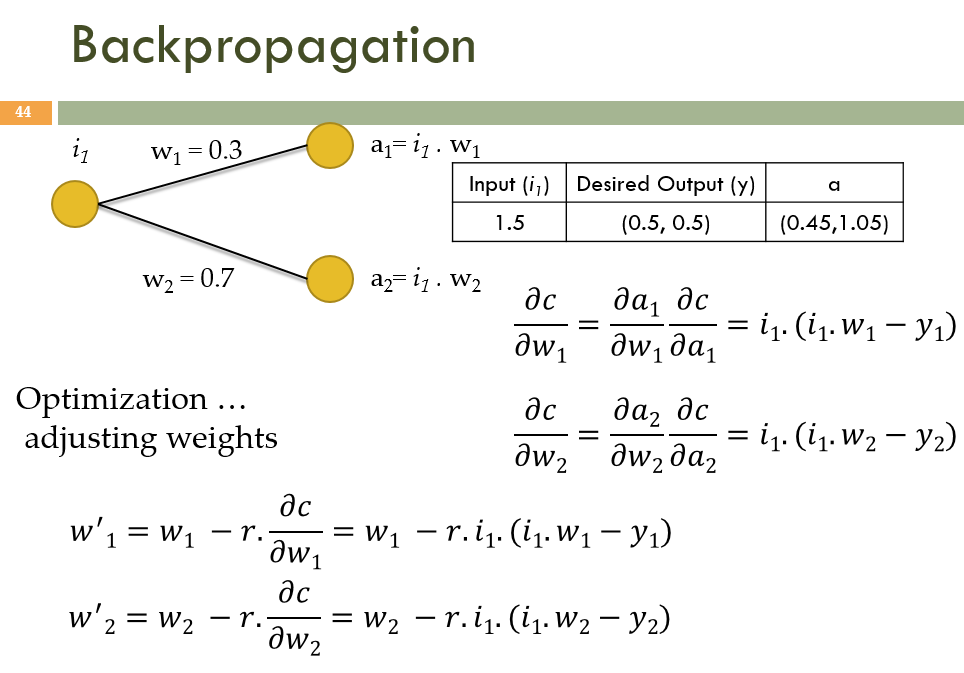 Backpropagation
44
i₁
w₁ = 0.3
a₁= i₁ . w₁
w₂ = 0.7
a₂= i₁ . w₂
Input (i₁) Desired Output (y) a
1.5 (0.5, 0.5) (0.45,1.05)
∂c/∂w₁ = ∂a₁/∂w₁ ∂c/∂a₁ = i₁.(i₁.w₁ − y₁)
Optimization …
adjusting weights
∂c/∂w₂ = ∂a₂/∂w₂ ∂c/∂a₂ = i₁.(i₁.w₂ − y₂)
w′₁ = w₁ − r.∂c/∂w₁ = w₁ − r.i₁.(i₁.w₁ − y₁)
w′₂ = w₂ − r.∂c/∂w₂ = w₂ − r.i₁.(i₁.w₂ − y₂)